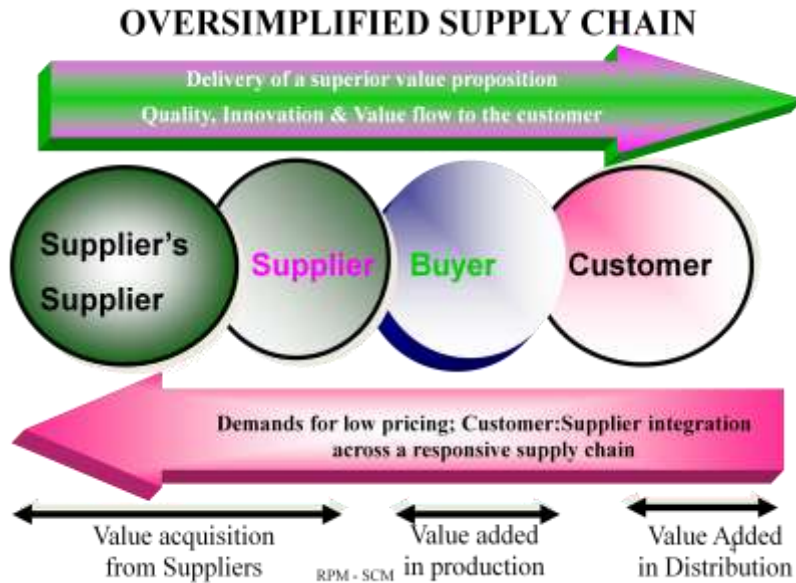 OVERSIMPLIFIED SUPPLY CHAIN
Delivery of a superior value proposition
Quality, Innovation & Value flow to the customer
Supplier's
Supplier
Supplier
Buyer
Customer
Demands for low pricing; Customer:Supplier integration
across a responsive supply chain
Value acquisition
from Suppliers
RPM - SCM
Value added
in production
Value Added
in Distribution
4